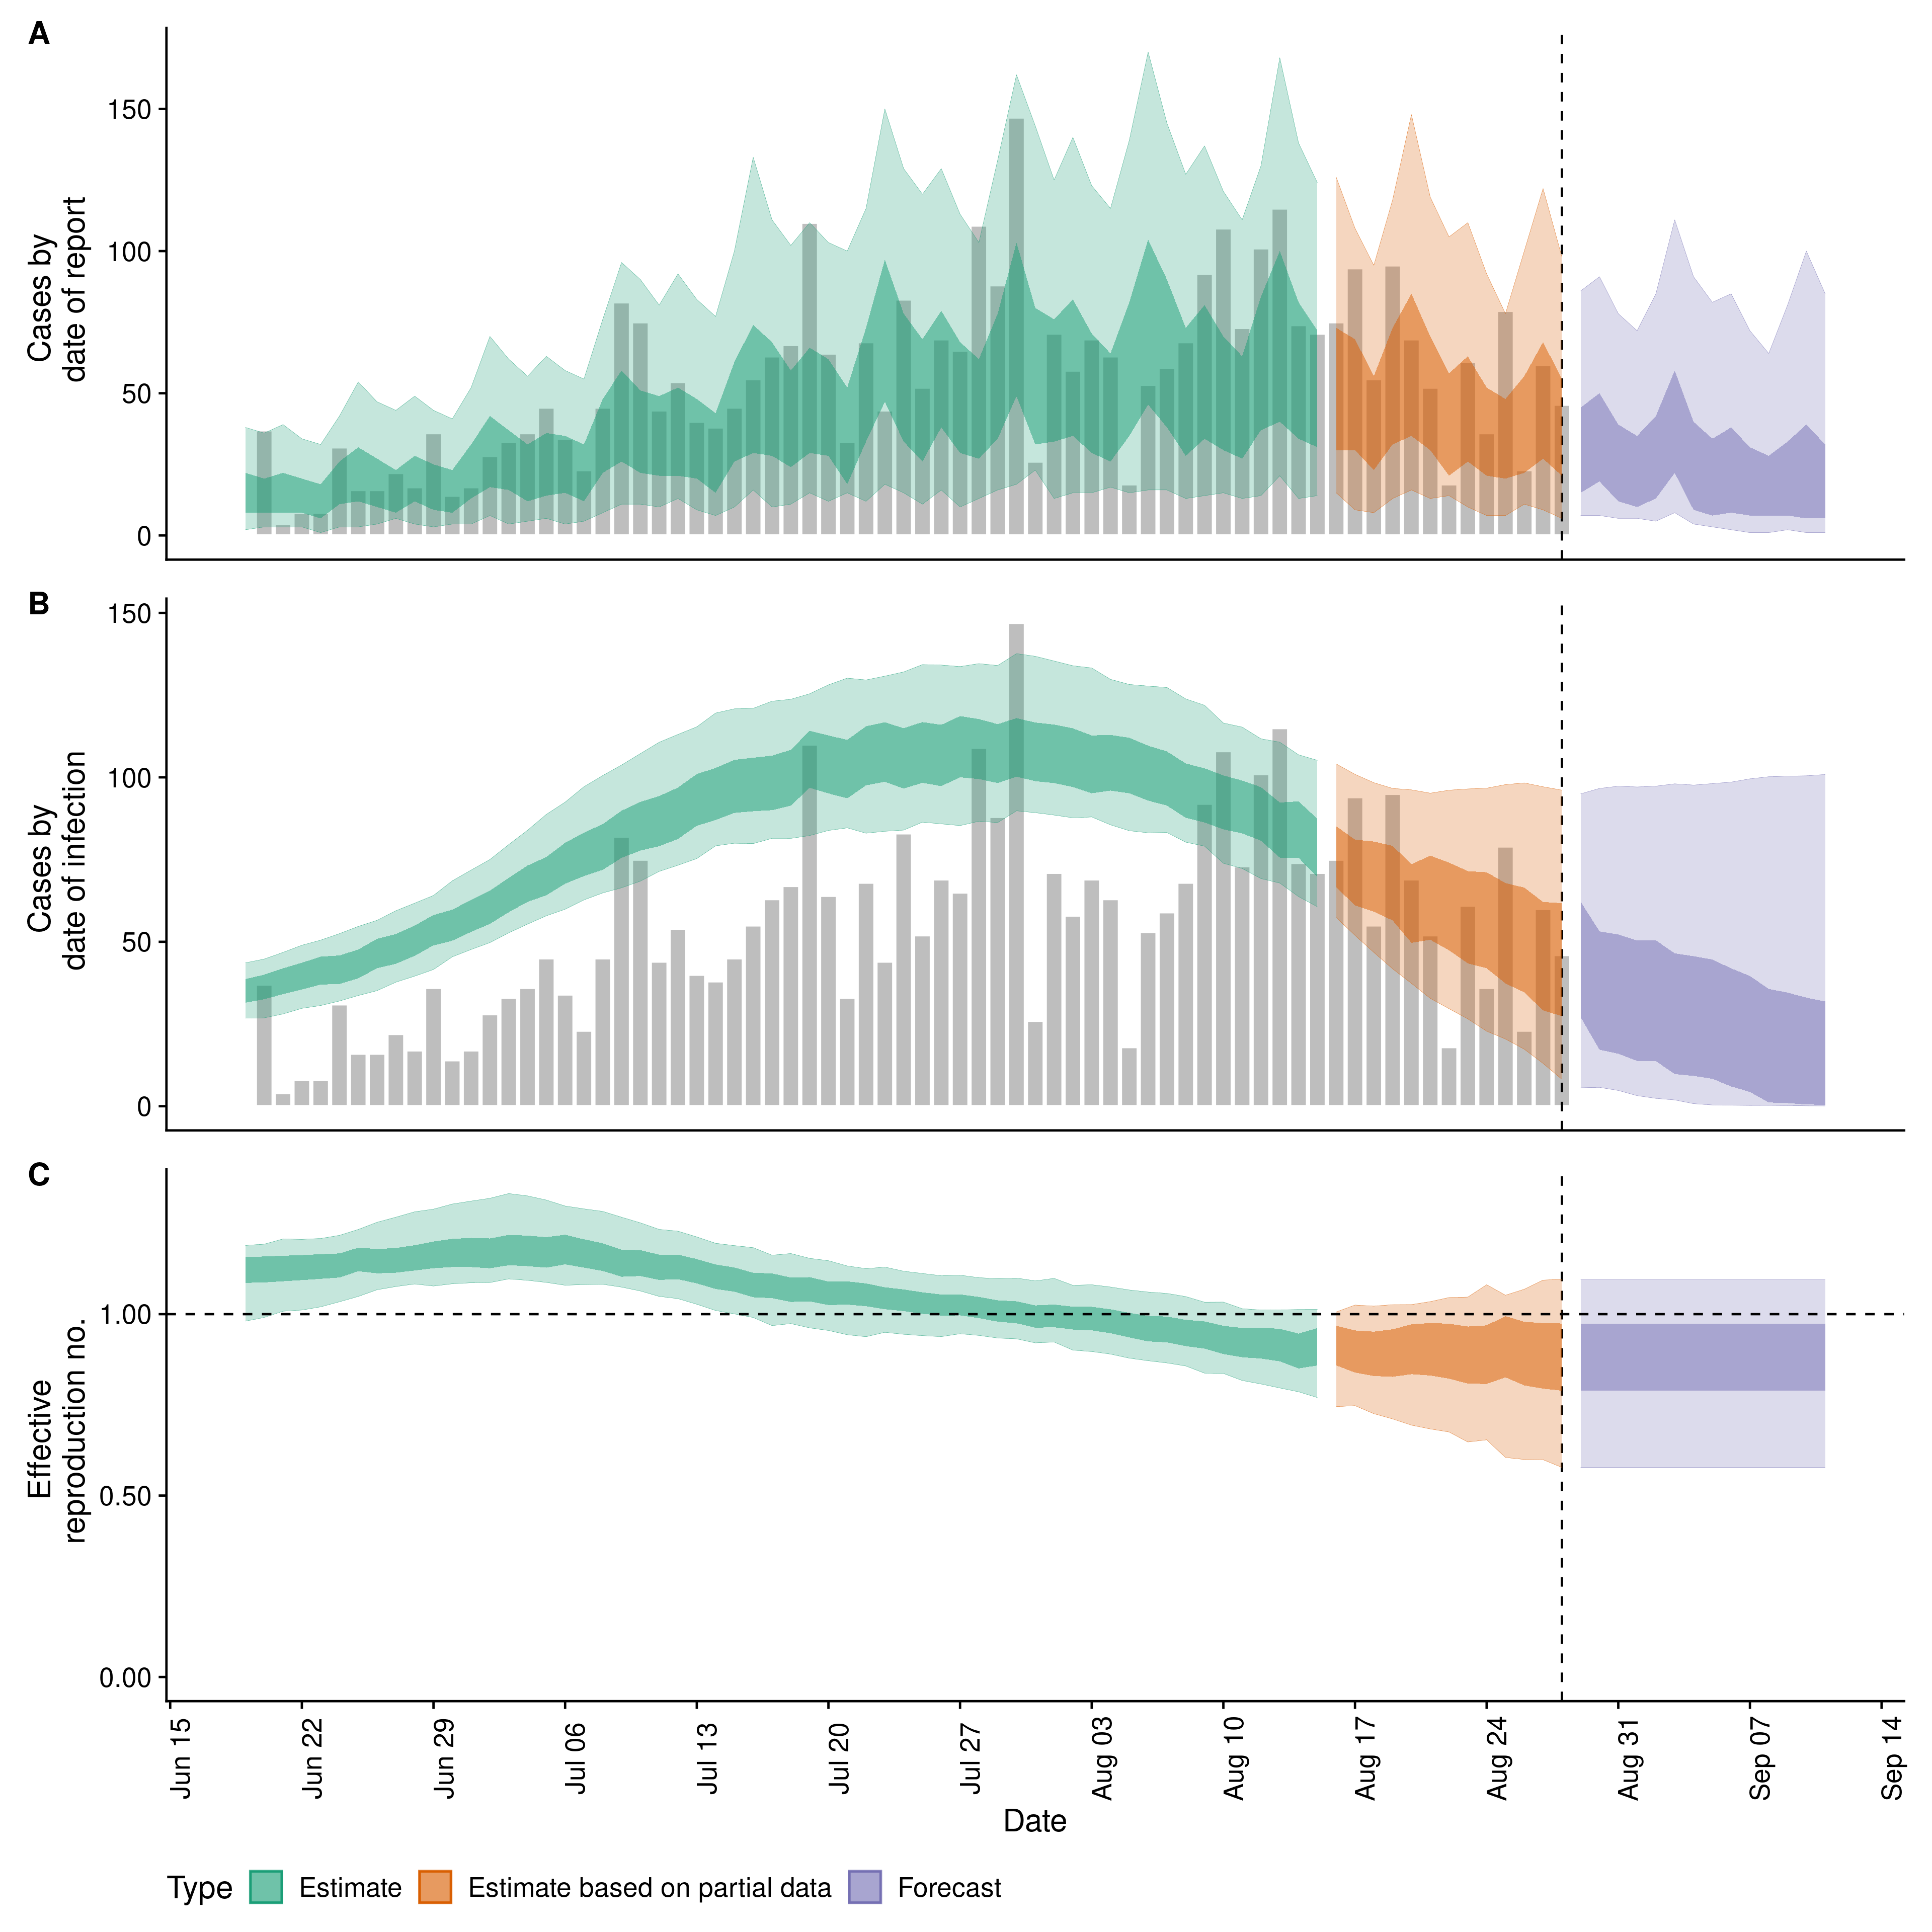 A
Cases by
date of report
150
100
50
0
B
Cases by
date of infection
150
100
50
0
C
Effective
reproduction no.
1.00
0.50
0.00
Jun 15
Jun 22
Jun 29
Jul 06
Jul 13
Jul 20
Jul 27
Aug 03
Aug 10
Aug 17
Aug 24
Aug 31
Sep 07
Sep 14
Date
Type Estimate Estimate based on partial data Forecast